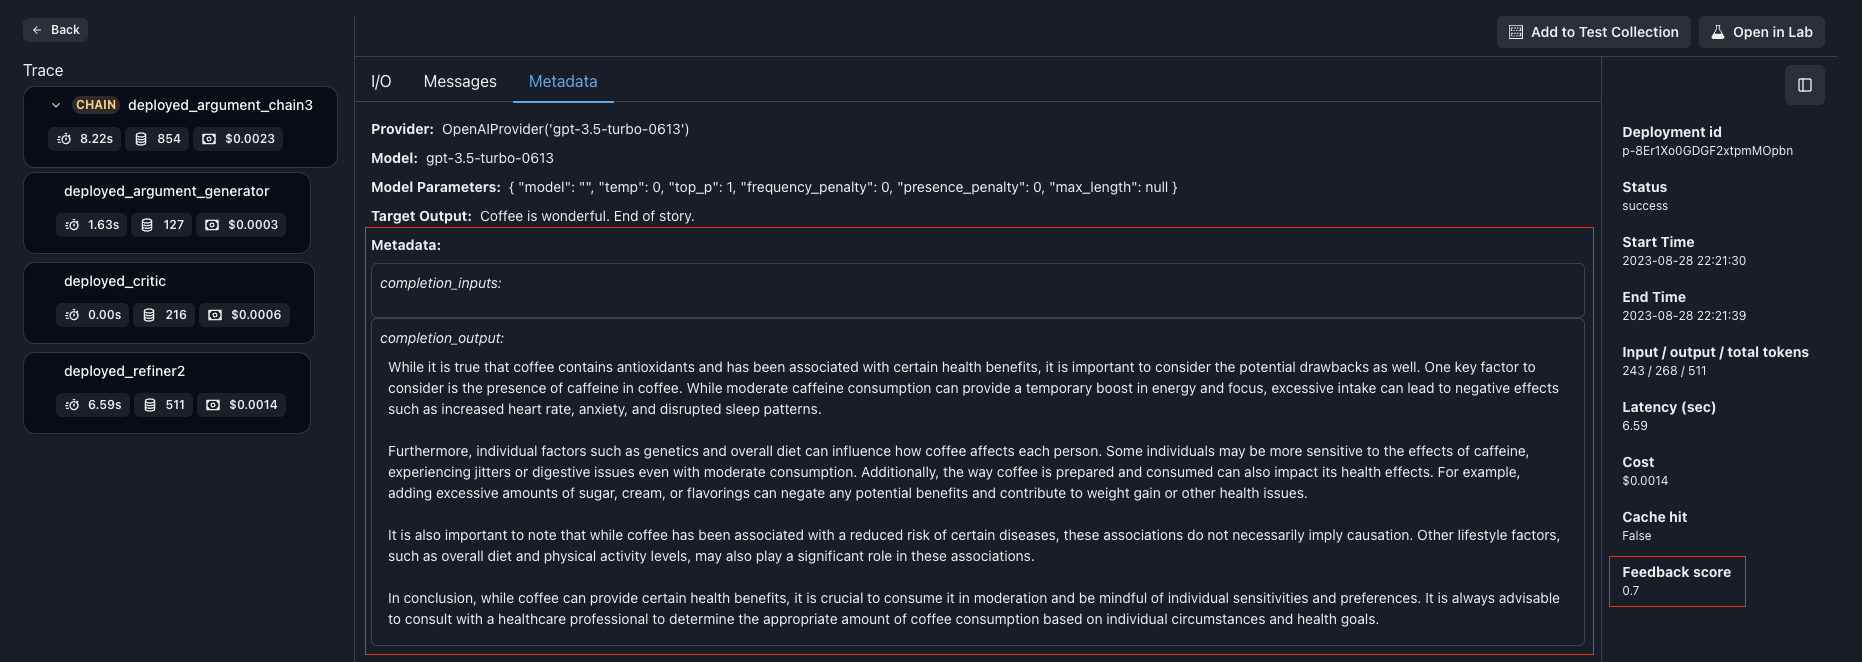 Back
Add to Test Collection
Open in Lab
Trace
CHAIN deployed_argument_chain3
8.22s 854 $0.0023
deployed_argument_generator
1.63s 127 $0.0003
deployed_critic
0.00s 216 $0.0006
deployed_refiner2
6.59s 511 $0.0014
I/O Messages Metadata
Provider: OpenAIProvider('gpt-3.5-turbo-0613')
Model: gpt-3.5-turbo-0613
Model Parameters: { "model": "", "temp": 0, "top_p": 1, "frequency_penalty": 0, "presence_penalty": 0, "max_length": null }
Target Output: Coffee is wonderful. End of story.
Metadata:
completion_inputs:
completion_output:
While it is true that coffee contains antioxidants and has been associated with certain health benefits, it is important to consider the potential drawbacks as well. One key factor to
consider is the presence of caffeine in coffee. While moderate caffeine consumption can provide a temporary boost in energy and focus, excessive intake can lead to negative effects
such as increased heart rate, anxiety, and disrupted sleep patterns.
Furthermore, individual factors such as genetics and overall diet can influence how coffee affects each person. Some individuals may be more sensitive to the effects of caffeine,
experiencing jitters or digestive issues even with moderate consumption. Additionally, the way coffee is prepared and consumed can also impact its health effects. For example,
adding excessive amounts of sugar, cream, or flavorings can negate any potential benefits and contribute to weight gain or other health issues.
It is also important to note that while coffee has been associated with a reduced risk of certain diseases, these associations do not necessarily imply causation. Other lifestyle factors,
such as overall diet and physical activity levels, may also play a significant role in these associations.
In conclusion, while coffee can provide certain health benefits, it is crucial to consume it in moderation and be mindful of individual sensitivities and preferences. It is always advisable
to consult with a healthcare professional to determine the appropriate amount of coffee consumption based on individual circumstances and health goals.
Deployment id
p-8Er1Xo0GDGF2xtpmMOpbn
Status
success
Start Time
2023-08-28 22:21:30
End Time
2023-08-28 22:21:39
Input / output / total tokens
243 / 268 / 511
Latency (sec)
6.59
Cost
$0.0014
Cache hit
False
Feedback score
0.7